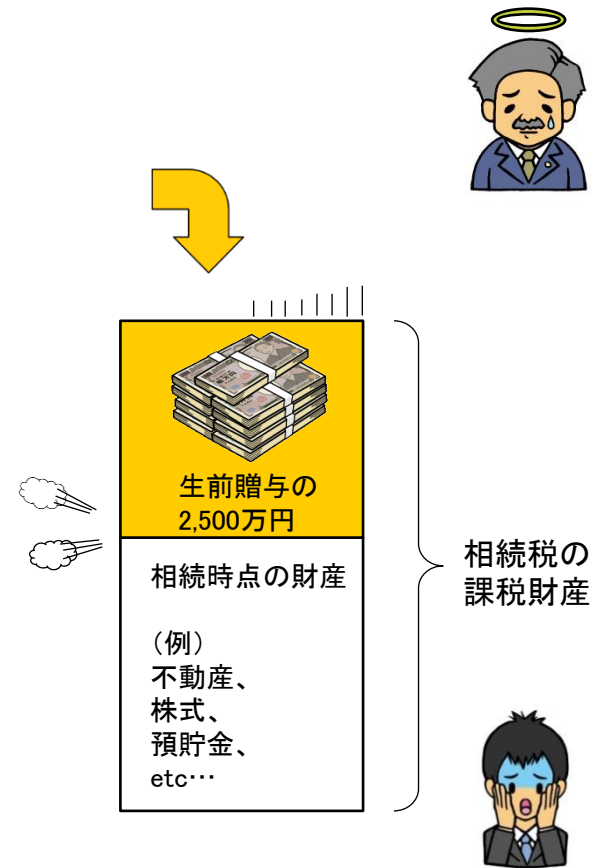 生前贈与の
2,500万円
相続時点の財産
（例）
不動産、
株式、
預貯金、
etc…
相続税の
課税財産